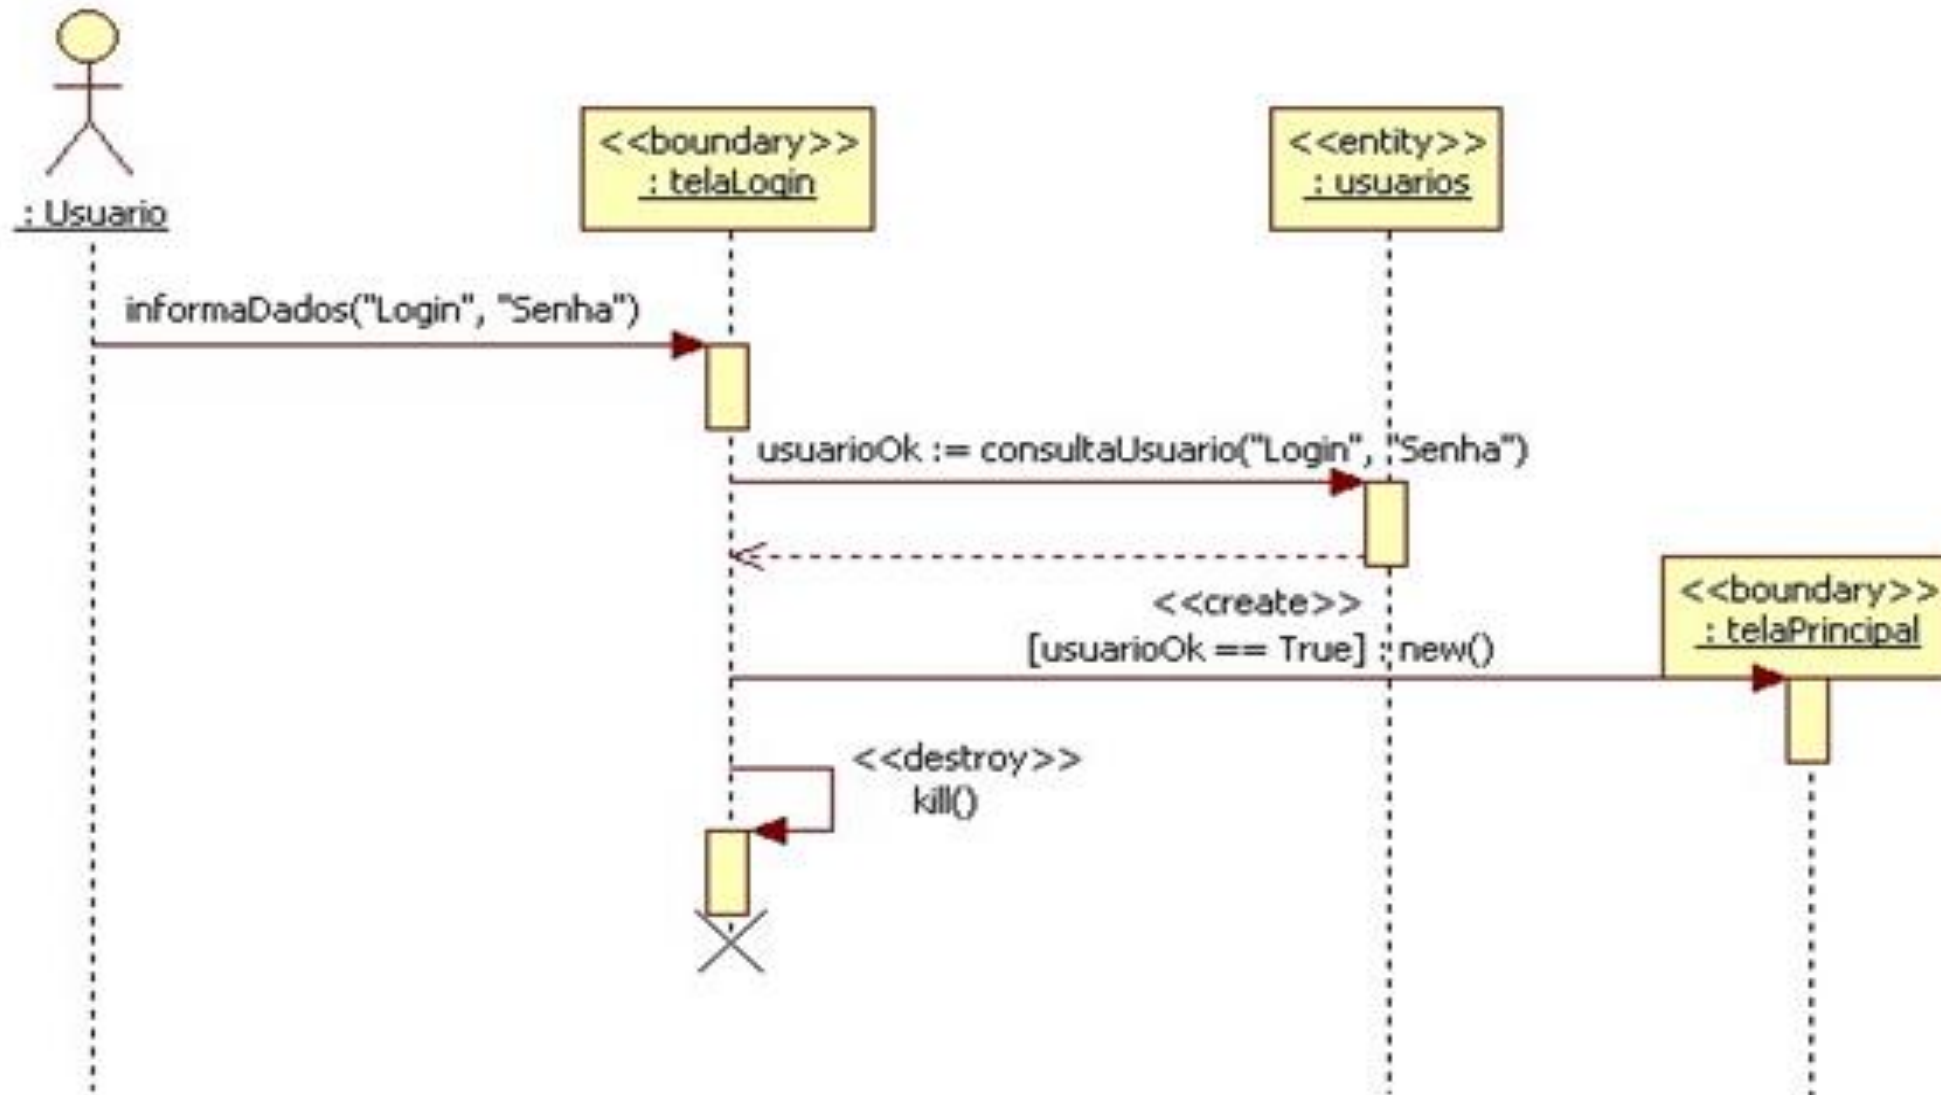 <<boundary>>
: telaLogin
<<entity>>
: usuarios
: Usuario
informaDados("Login", "Senha")
usuarioOk := consultaUsuario("Login", "Senha")
<<create>>
[usuarioOk == True] : new()
<<boundary>>
: telaPrincipal
<<destroy>>
kill()